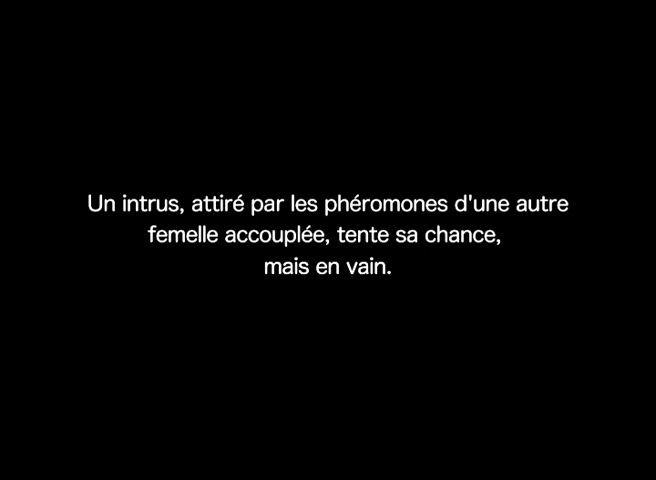 Un intrus, attiré par les phéromones d'une autre
femelle accouplée, tente sa chance,
mais en vain.